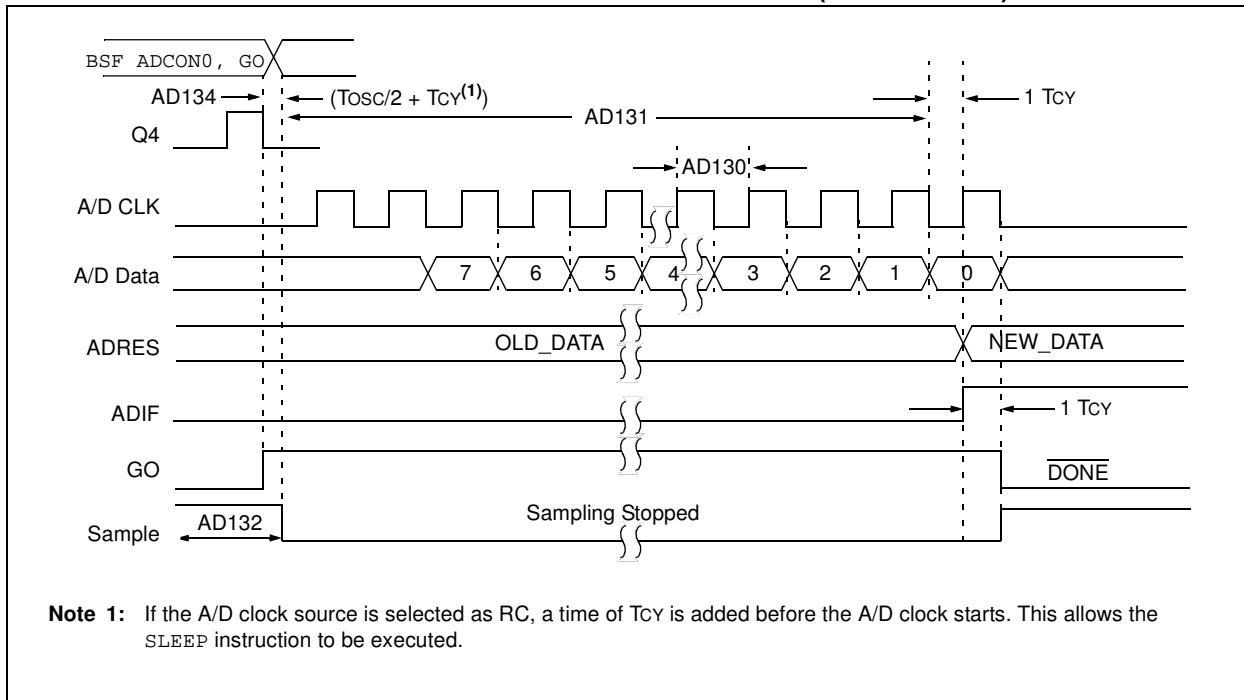 BSF ADCON0, GO
AD134
(TOSC/2 + TCY(1))
1 TCY
AD131
Q4
AD130
A/D CLK
A/D Data
7
6
5
4
3
2
1
0
ADRES
OLD_DATA
NEW_DATA
ADIF
1 TCY
GO
DONE
Sample
AD132
Sampling Stopped
Note 1: If the A/D clock source is selected as RC, a time of TCY is added before the A/D clock starts. This allows the
SLEEP instruction to be executed.